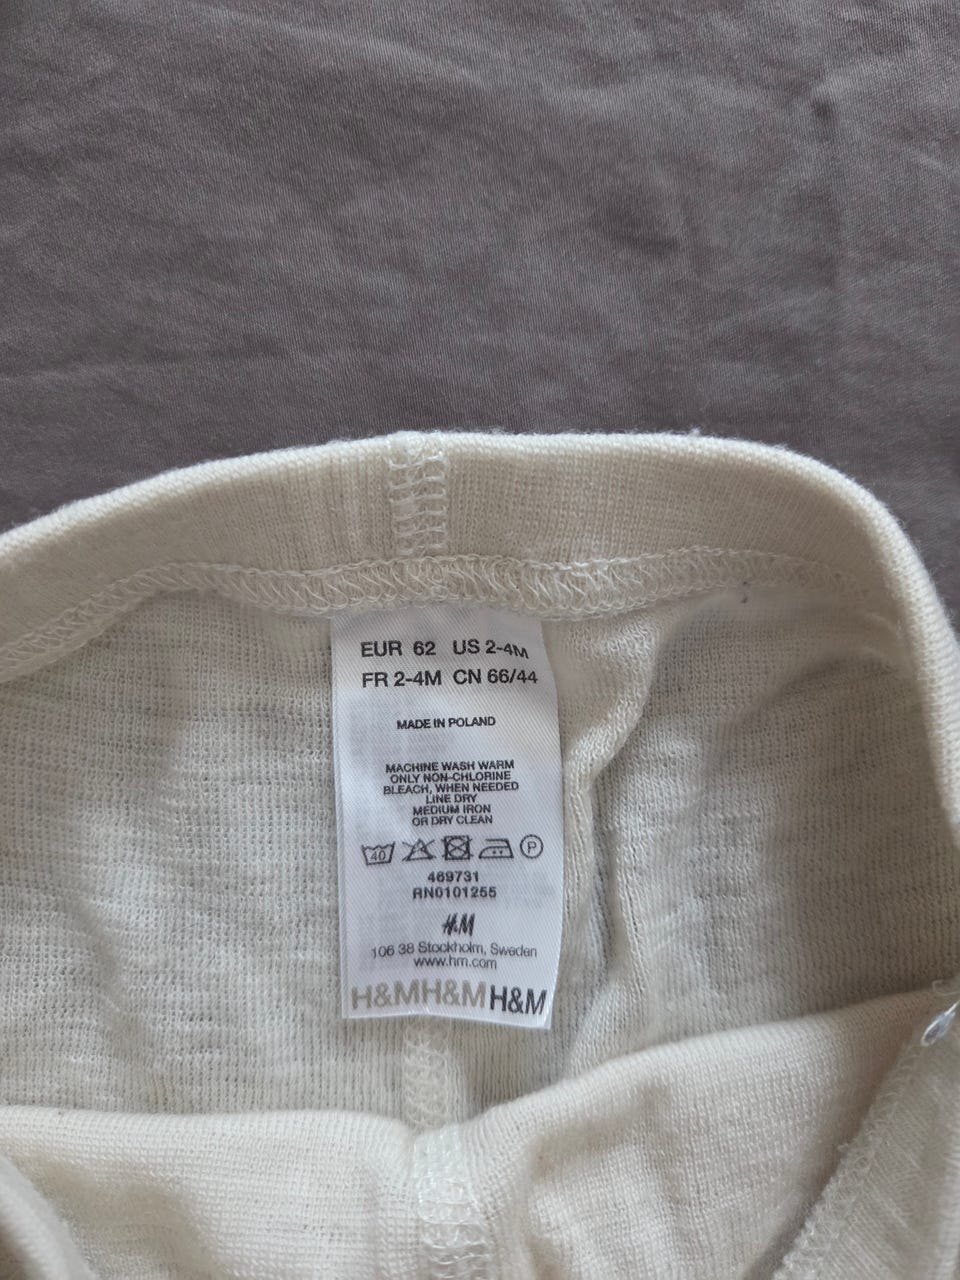 EUR 62 US 2-4M
FR 2-4M CN 66/44
MADE IN POLAND
MACHINE WASH WARM
ONLY NON-CHLORINE
BLEACH, WHEN NEEDED
LINE DRY
MEDIUM IRON
OR DRY CLEAN
40 P
469731
RN0101255
H&M
106 38 Stockholm, Sweden
www.hm.com
H&MH&MH&M